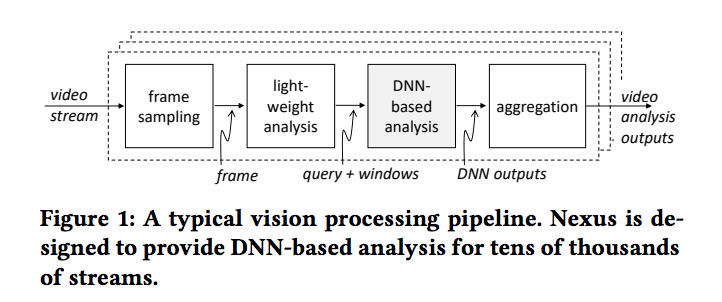 video
stream
frame
sampling
light-
weight
analysis
DNN-
based
analysis
aggregation
video
analysis
outputs
frame
query + windows
DNN outputs
Figure 1: A typical vision processing pipeline. Nexus is de-
signed to provide DNN-based analysis for tens of thousands
of streams.